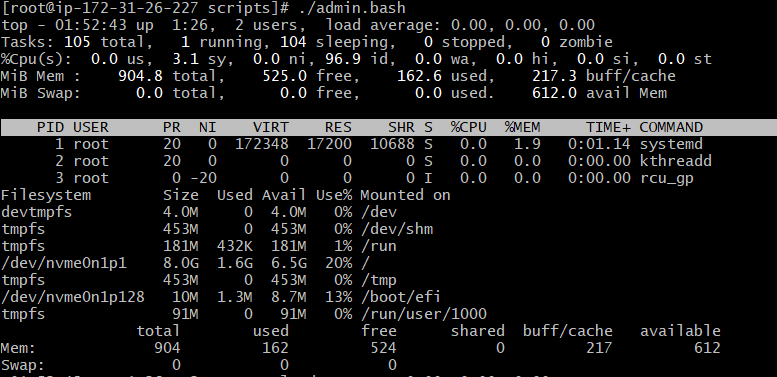 [root@ip-172-31-26-227 scripts]# ./admin.bash
top - 01:52:43 up  1:26,  2 users,  load average: 0.00, 0.00, 0.00
Tasks: 105 total,   1 running, 104 sleeping,   0 stopped,   0 zombie
%Cpu(s):  0.0 us,  3.1 sy,  0.0 ni, 96.9 id,  0.0 wa,  0.0 hi,  0.0 si,  0.0 st
MiB Mem :    904.8 total,    525.0 free,    162.6 used,    217.3 buff/cache
MiB Swap:      0.0 total,      0.0 free,      0.0 used.    612.0 avail Mem
    PID USER      PR  NI    VIRT    RES    SHR S  %CPU  %MEM     TIME+ COMMAND
      1 root      20   0  172348  17200  10688 S   0.0   1.9   0:01.14 systemd
      2 root      20   0       0      0      0 S   0.0   0.0   0:00.00 kthreadd
      3 root       0 -20       0      0      0 I   0.0   0.0   0:00.00 rcu_gp
Filesystem        Size  Used Avail Use% Mounted on
devtmpfs          4.0M     0  4.0M   0% /dev
tmpfs             453M     0  453M   0% /dev/shm
tmpfs             181M  432K  181M   1% /run
/dev/nvme0n1p1    8.0G  1.6G  6.5G  20% /
tmpfs             453M     0  453M   0% /tmp
/dev/nvme0n1p128   10M  1.3M  8.7M  13% /boot/efi
tmpfs              91M     0   91M   0% /run/user/1000
               total        used        free      shared  buff/cache   available
Mem:             904         162         524           0         217         612
Swap:              0           0           0